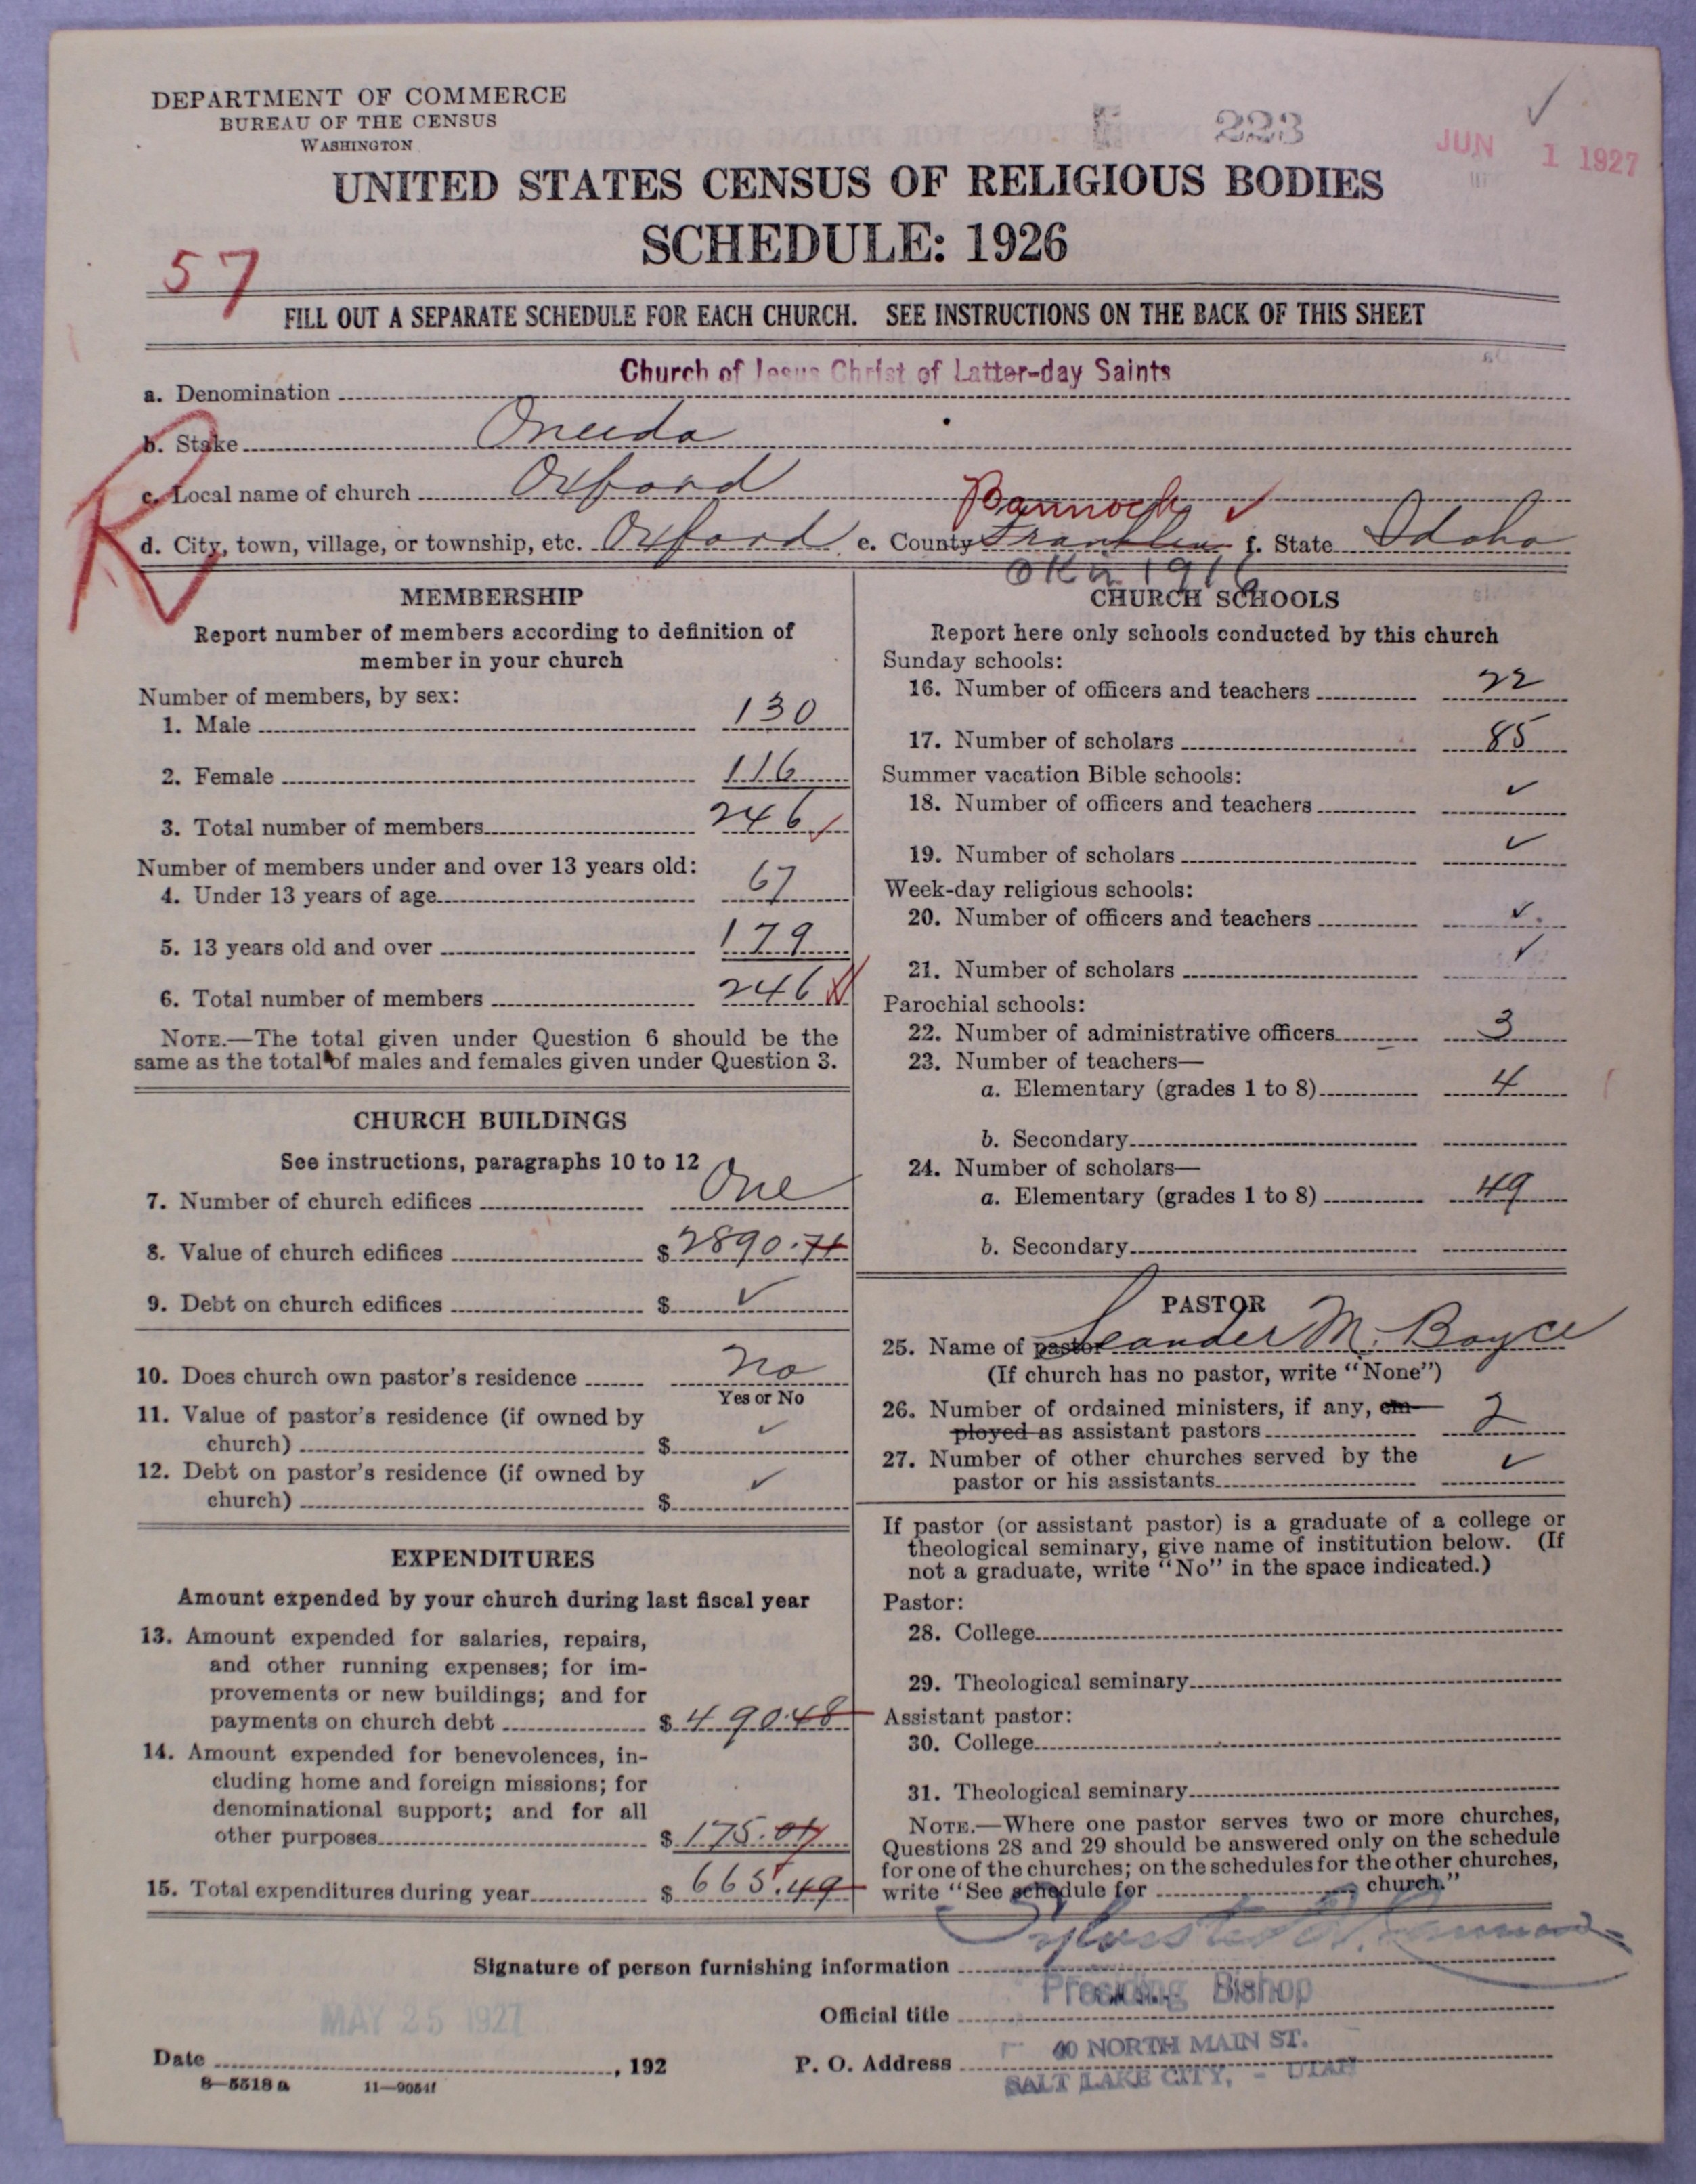 DEPARTMENT OF COMMERCE
BUREAU OF THE CENSUS
WASHINGTON
223
JUN 1 1927
UNITED STATES CENSUS OF RELIGIOUS BODIES
SCHEDULE: 1926
57
FILL OUT A SEPARATE SCHEDULE FOR EACH CHURCH. SEE INSTRUCTIONS ON THE BACK OF THIS SHEET
a. Denomination Church of Jesus Christ of Latter-day Saints
b. Stake Oneida
c. Local name of church Oxford
Bannock ✓
d. City, town, village, or township, etc. Oxford e. County Franklin f. State Idaho
OK in 1916
R
MEMBERSHIP
Report number of members according to definition of
member in your church
Number of members, by sex:
1. Male 130
2. Female 116
3. Total number of members 246
Number of members under and over 13 years old:
4. Under 13 years of age 67
5. 13 years old and over 179
6. Total number of members 246
NOTE.—The total given under Question 6 should be the
same as the total of males and females given under Question 3.
CHURCH BUILDINGS
See instructions, paragraphs 10 to 12
7. Number of church edifices One
8. Value of church edifices $ 2890.71
9. Debt on church edifices $ ✓
10. Does church own pastor's residence No
Yes or No
11. Value of pastor's residence (if owned by
church) $ ✓
12. Debt on pastor's residence (if owned by
church) $ ✓
EXPENDITURES
Amount expended by your church during last fiscal year
13. Amount expended for salaries, repairs,
and other running expenses; for im-
provements or new buildings; and for
payments on church debt $ 490.48
14. Amount expended for benevolences, in-
cluding home and foreign missions; for
denominational support; and for all
other purposes $ 175.01
15. Total expenditures during year $ 665.49
CHURCH SCHOOLS
Report here only schools conducted by this church
Sunday schools:
16. Number of officers and teachers 22
17. Number of scholars 85
Summer vacation Bible schools:
18. Number of officers and teachers ✓
19. Number of scholars ✓
Week-day religious schools:
20. Number of officers and teachers ✓
21. Number of scholars ✓
Parochial schools:
22. Number of administrative officers 3
23. Number of teachers—
a. Elementary (grades 1 to 8) 4
b. Secondary
24. Number of scholars—
a. Elementary (grades 1 to 8) 49
b. Secondary
PASTOR
25. Name of pastor Leander M. Boyce
(If church has no pastor, write "None")
26. Number of ordained ministers, if any, em-
ployed as assistant pastors 2
27. Number of other churches served by the
pastor or his assistants ✓
If pastor (or assistant pastor) is a graduate of a college or
theological seminary, give name of institution below. (If
not a graduate, write "No" in the space indicated.)
Pastor:
28. College
29. Theological seminary
Assistant pastor:
30. College
31. Theological seminary
NOTE.—Where one pastor serves two or more churches,
Questions 28 and 29 should be answered only on the schedule
for one of the churches; on the schedules for the other churches,
write "See schedule for church."
Signature of person furnishing information
Official title Presiding Bishop
MAY 25 1927
Date , 192
P. O. Address 40 NORTH MAIN ST.
SALT LAKE CITY, - UTAH
8—5518 a 11—9054f